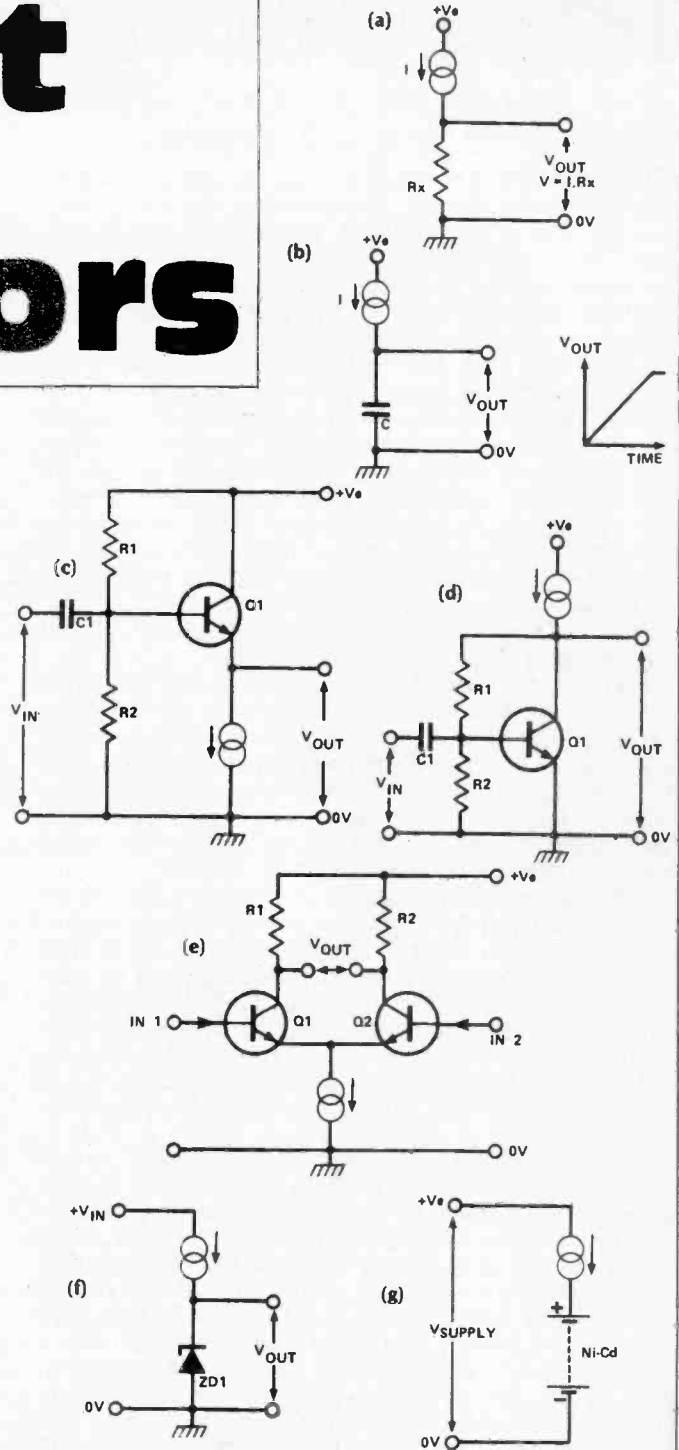 t
ors
(a)
+Ve
I
Rx
VOUT
V = I.Rx
0V
(b)
+Ve
I
C
VOUT
0V
VOUT
TIME
(c)
+Ve
R1
C1
Q1
VIN
R2
VOUT
0V
(d)
+Ve
R1
C1
Q1
VIN
R2
VOUT
0V
(e)
+Ve
R1
R2
VOUT
IN 1
Q1
Q2
IN 2
0V
(f)
+VIN
ZD1
VOUT
0V
(g)
+Ve
VSUPPLY
+
Ni-Cd
-
0V